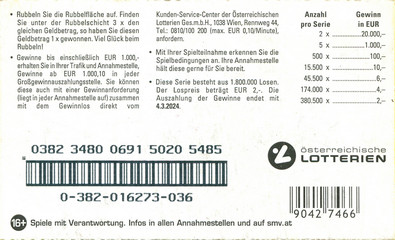 • Rubbeln Sie die Rubbelfläche auf. Finden
Sie unter der Rubbelschicht 3 x den
gleichen Geldbetrag, so haben Sie diesen
Geldbetrag 1 x gewonnen. Viel Glück beim
Rubbeln!
• Gewinne bis einschließlich EUR 1.000,-
erhalten Sie in Ihrer Trafik und Annahmestelle,
Gewinne ab EUR 1.000,10 in jeder
Großgewinnauszahlungsstelle. Sie können
diese auch mit einer Gewinnanforderung
(liegt in jeder Annahmestelle auf) zusammen
mit dem Gewinnlos direkt vom
Kunden-Service-Center der Österreichischen
Lotterien Ges.m.b.H., 1038 Wien, Rennweg 44,
Tel.: 0810/100 200 (max. EUR 0,10/Minute),
anfordern.
• Mit Ihrer Spielteilnahme erkennen Sie die
Spielbedingungen an. Ihre Annahmestelle
hält diese gerne für Sie bereit.
• Diese Serie besteht aus 1.800.000 Losen.
Der Lospreis beträgt EUR 2,-. Die
Auszahlung der Gewinne endet mit
4.3.2024.
Anzahl Gewinn
pro Serie in EUR
2 x 20.000,-
5 x 1.000,-
500 x 100,-
15.500 x 10,-
45.500 x 6,-
174.000 x 4,-
380.500 x 2,-
0382 3480 0691 5020 5485
0-382-016273-036
österreichische
LOTTERIEN
9042 7466
16+ Spiele mit Verantwortung. Infos in allen Annahmestellen und auf smv.at